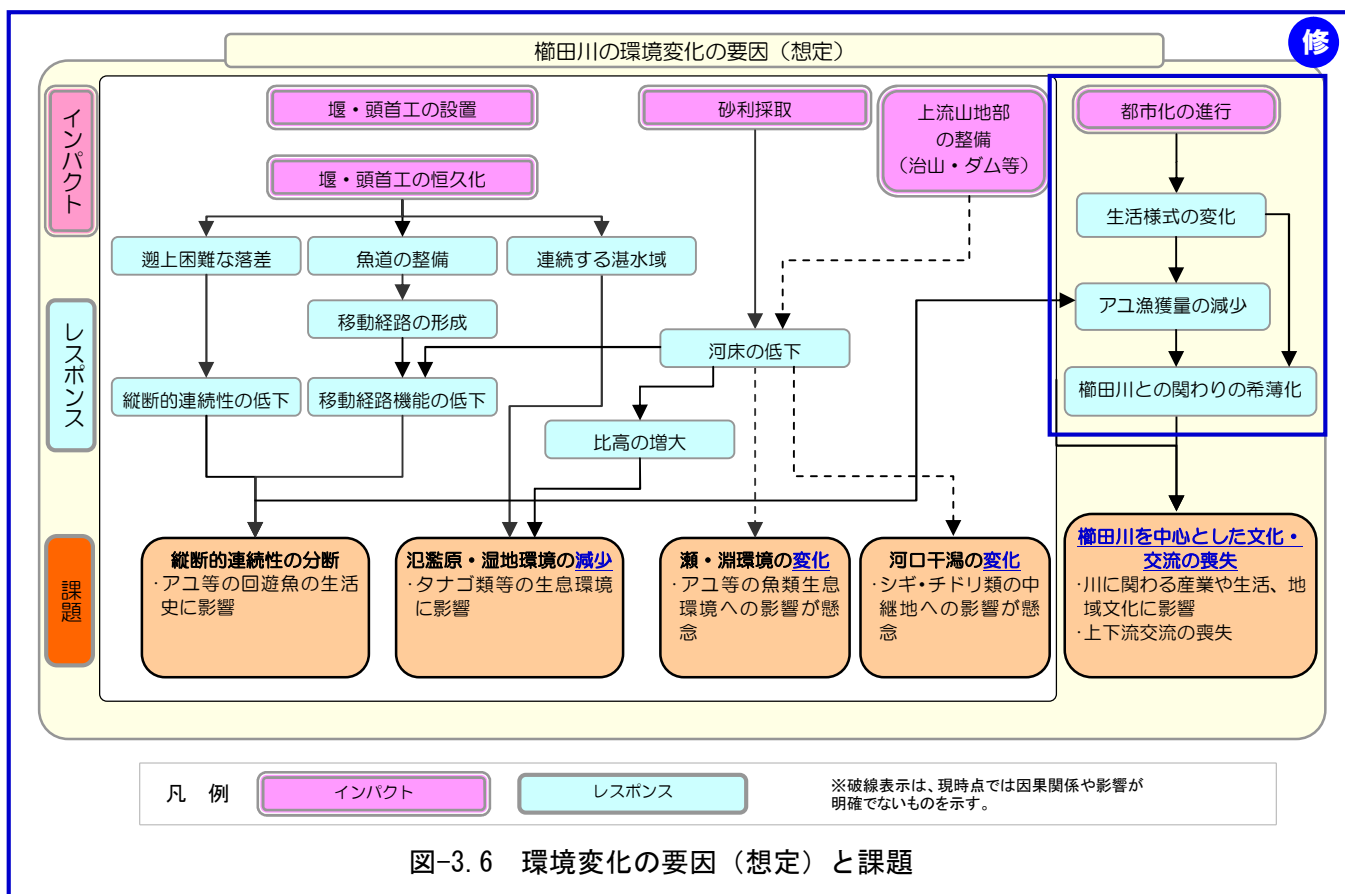 櫛田川の環境変化の要因（想定）
修
インパクト
堰・頭首工の設置
砂利採取
上流山地部
の整備
（治山・ダム等）
都市化の進行
堰・頭首工の恒久化
生活様式の変化
遡上困難な落差
魚道の整備
連続する湛水域
レスポンス
移動経路の形成
アユ漁獲量の減少
河床の低下
縦断的連続性の低下
移動経路機能の低下
櫛田川との関わりの希薄化
比高の増大
課題
縦断的連続性の分断
・アユ等の回遊魚の生活
史に影響
氾濫原・湿地環境の減少
・タナゴ類等の生息環境
に影響
瀬・淵環境の変化
・アユ等の魚類生息
環境への影響が懸
念
河口干潟の変化
・シギ・チドリ類の中
継地への影響が懸
念
櫛田川を中心とした文化・
交流の喪失
・川に関わる産業や生活、地
域文化に影響
・上下流交流の喪失
凡 例
インパクト
レスポンス
※破線表示は、現時点では因果関係や影響が
明確でないものを示す。
図-3.6 環境変化の要因（想定）と課題